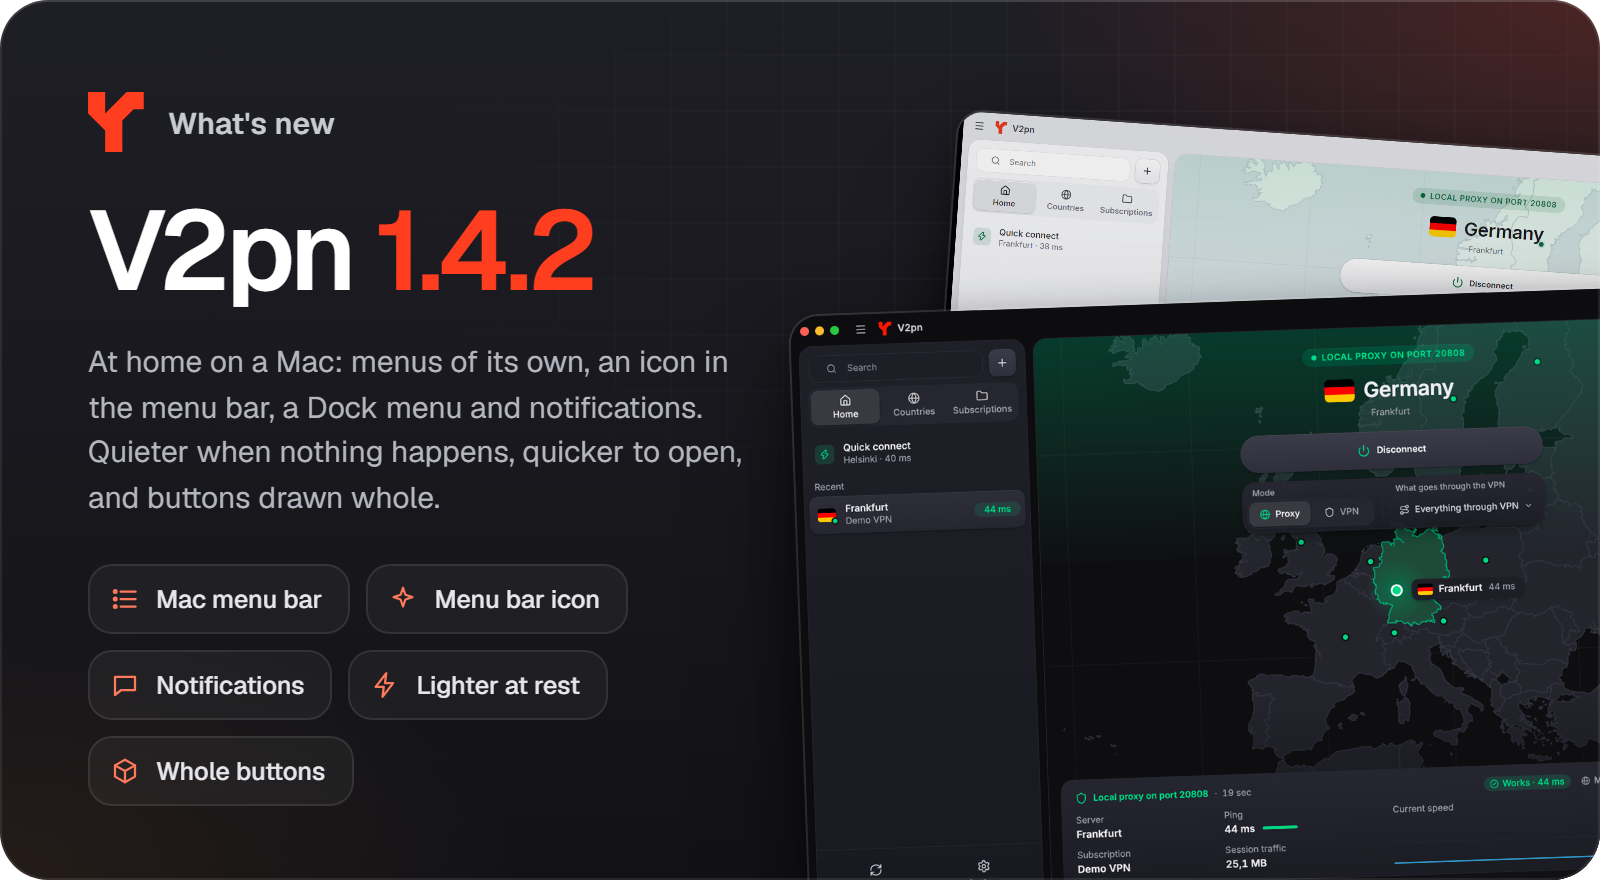 What's new
V2pn 1.4.2
At home on a Mac: menus of its own, an icon in
the menu bar, a Dock menu and notifications.
Quieter when nothing happens, quicker to open,
and buttons drawn whole.
Mac menu bar
Menu bar icon
Notifications
Lighter at rest
Whole buttons
V2pn
Search
Home
Countries
Subscriptions
Quick connect
Frankfurt · 38 ms
LOCAL PROXY ON PORT 20808
Germany
Frankfurt
Disconnect
V2pn
Search
Home
Countries
Subscriptions
Quick connect
Helsinki · 40 ms
Recent
Frankfurt
Demo VPN
44 ms
LOCAL PROXY ON PORT 20808
Germany
Frankfurt
Disconnect
Mode
Proxy
VPN
What goes through the VPN
Everything through VPN
Frankfurt 44 ms
Local proxy on port 20808 · 19 sec
Works · 44 ms
Server
Frankfurt
Ping
44 ms
Current speed
Subscription
Demo VPN
Session traffic
25,1 MB